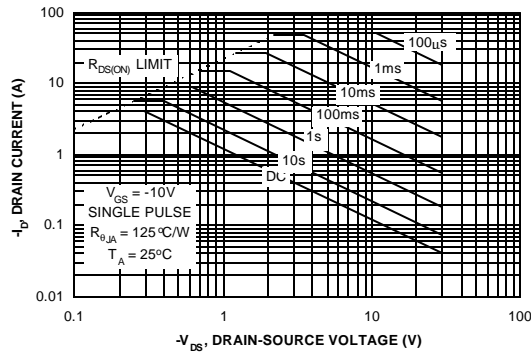 100
10
1
0.1
0.01
-I_D, DRAIN CURRENT (A)
R_DS(ON) LIMIT
100μs
1ms
10ms
100ms
1s
10s
DC
V_GS = -10V
SINGLE PULSE
R_θJA = 125°C/W
T_A = 25°C
0.1
1
10
100
-V_DS, DRAIN-SOURCE VOLTAGE (V)